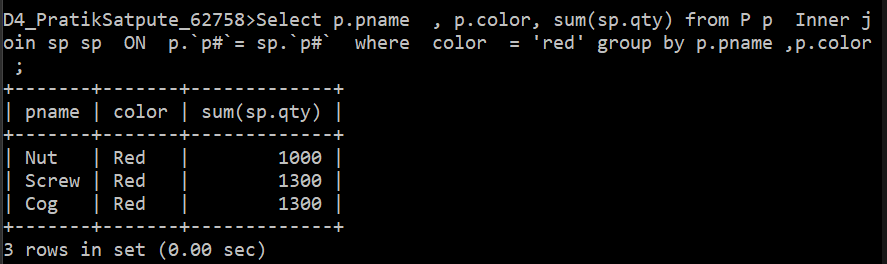 D4_PratikSatpute_62758>Select p.pname  , p.color, sum(sp.qty) from P p  Inner j
oin sp sp  ON  p.`p#`= sp.`p#`  where  color  = 'red' group by p.pname ,p.color
 ;
+-------+-------+-------------+
| pname | color | sum(sp.qty) |
+-------+-------+-------------+
| Nut   | Red   |        1000 |
| Screw | Red   |        1300 |
| Cog   | Red   |        1300 |
+-------+-------+-------------+
3 rows in set (0.00 sec)